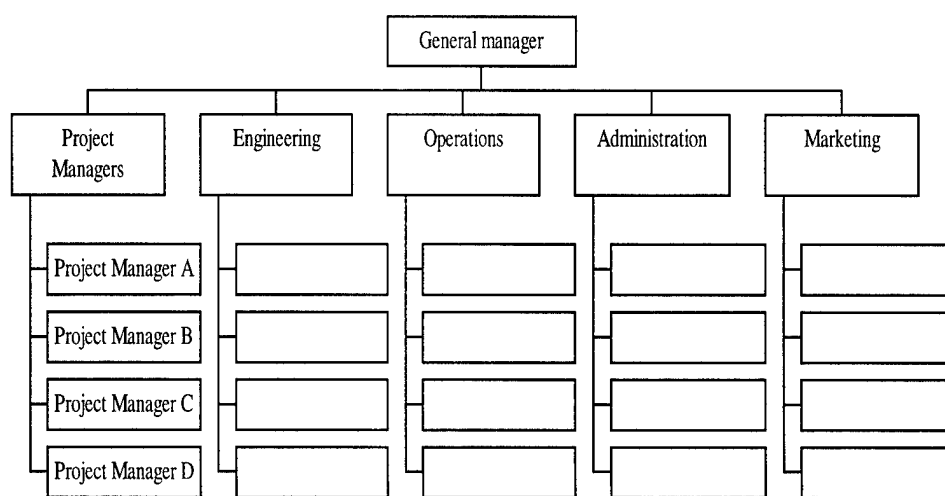 General manager
Project
Managers
Engineering
Operations
Administration
Marketing
Project Manager A
Project Manager B
Project Manager C
Project Manager D